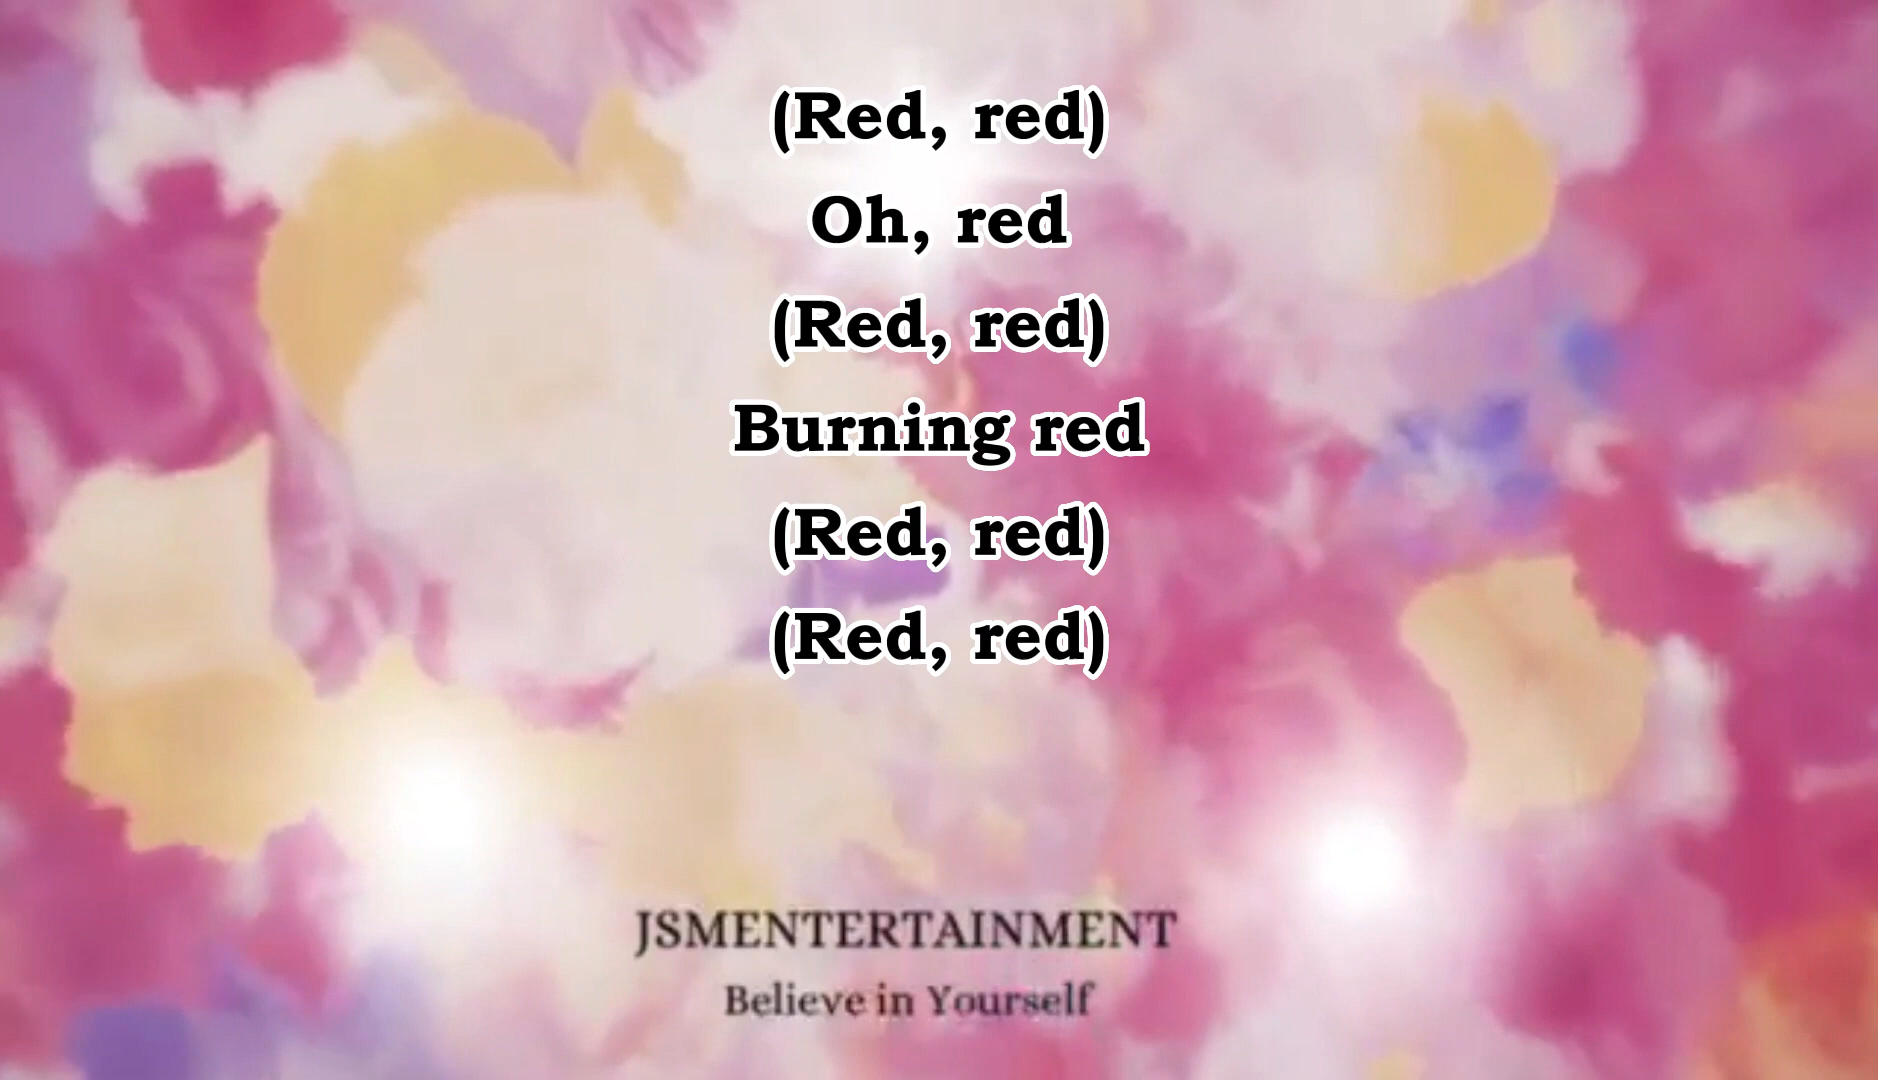 (Red, red)
Oh, red
(Red, red)
Burning red
(Red, red)
(Red, red)
JSMENTERTAINMENT
Believe in Yourself